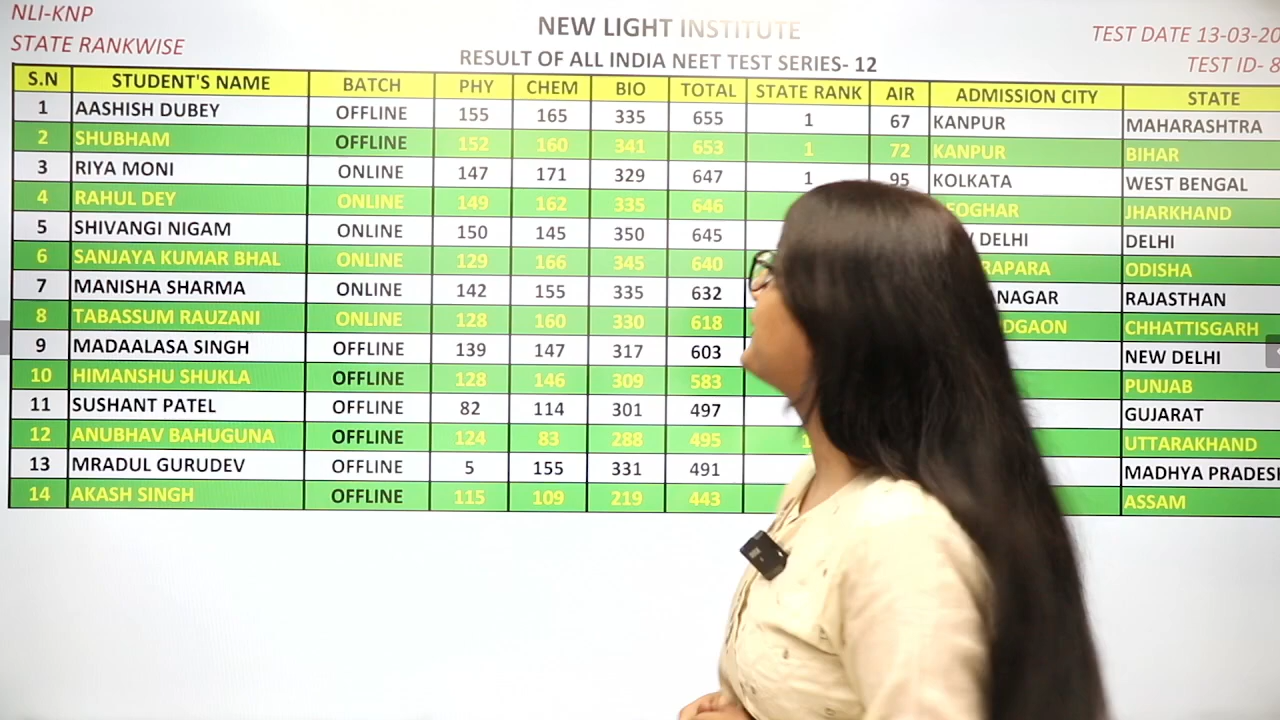 NLI-KNP
NEW LIGHT INSTITUTE
TEST DATE 13-03-20
STATE RANKWISE
RESULT OF ALL INDIA NEET TEST SERIES- 12
TEST ID- 8
S.N STUDENT'S NAME BATCH PHY CHEM BIO TOTAL STATE RANK AIR ADMISSION CITY STATE
1 AASHISH DUBEY OFFLINE 155 165 335 655 1 67 KANPUR MAHARASHTRA
2 SHUBHAM OFFLINE 152 160 341 653 1 72 KANPUR BIHAR
3 RIYA MONI ONLINE 147 171 329 647 1 95 KOLKATA WEST BENGAL
4 RAHUL DEY ONLINE 149 162 335 646 JHARKHAND
5 SHIVANGI NIGAM ONLINE 150 145 350 645 DELHI DELHI
6 SANJAYA KUMAR BHAL ONLINE 129 166 345 640 ODISHA
7 MANISHA SHARMA ONLINE 142 155 335 632 NAGAR RAJASTHAN
8 TABASSUM RAUZANI ONLINE 128 160 330 618 CHHATTISGARH
9 MADAALASA SINGH OFFLINE 139 147 317 603 NEW DELHI
10 HIMANSHU SHUKLA OFFLINE 128 146 309 583 PUNJAB
11 SUSHANT PATEL OFFLINE 82 114 301 497 GUJARAT
12 ANUBHAV BAHUGUNA OFFLINE 124 83 288 495 1 UTTARAKHAND
13 MRADUL GURUDEV OFFLINE 5 155 331 491 MADHYA PRADES
14 AKASH SINGH OFFLINE 115 109 219 443 ASSAM